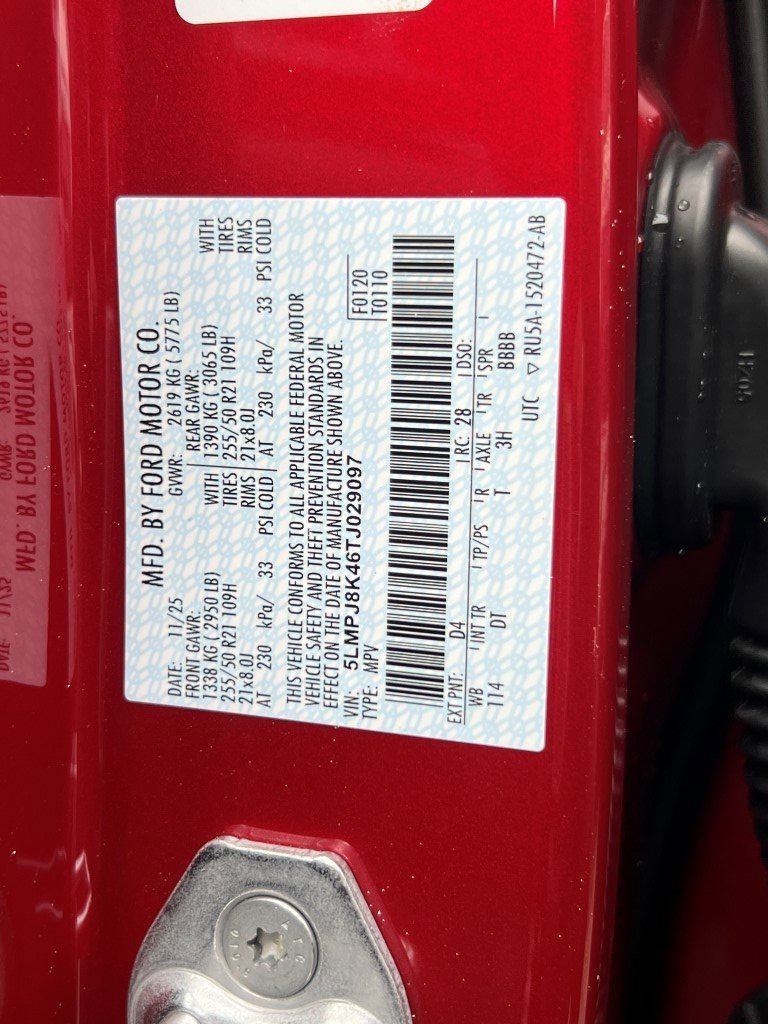 MFD. BY FORD MOTOR CO.
DATE: 11/25 GVWR: 2619 KG ( 5775 LB)
FRONT GAWR: REAR GAWR:
1338 KG ( 2950 LB) WITH 1390 KG ( 3065 LB) WITH
255/50 R21 109H TIRES 255/50 R21 109H TIRES
21x8.0J RIMS 21x8.0J RIMS
AT 230 kPa/ 33 PSI COLD AT 230 kPa/ 33 PSI COLD
THIS VEHICLE CONFORMS TO ALL APPLICABLE FEDERAL MOTOR
VEHICLE SAFETY AND THEFT PREVENTION STANDARDS IN
EFFECT ON THE DATE OF MANUFACTURE SHOWN ABOVE.
VIN: 5LMPJ8K46TJ029097 F0120
TYPE: MPV T0110
EXT PNT: D4 RC: 28 DSO:
WB INT TR TP/PS R AXLE TR SPR
114 DT T 3H BBBB
UTC ▽ RU5A-1520472-AB